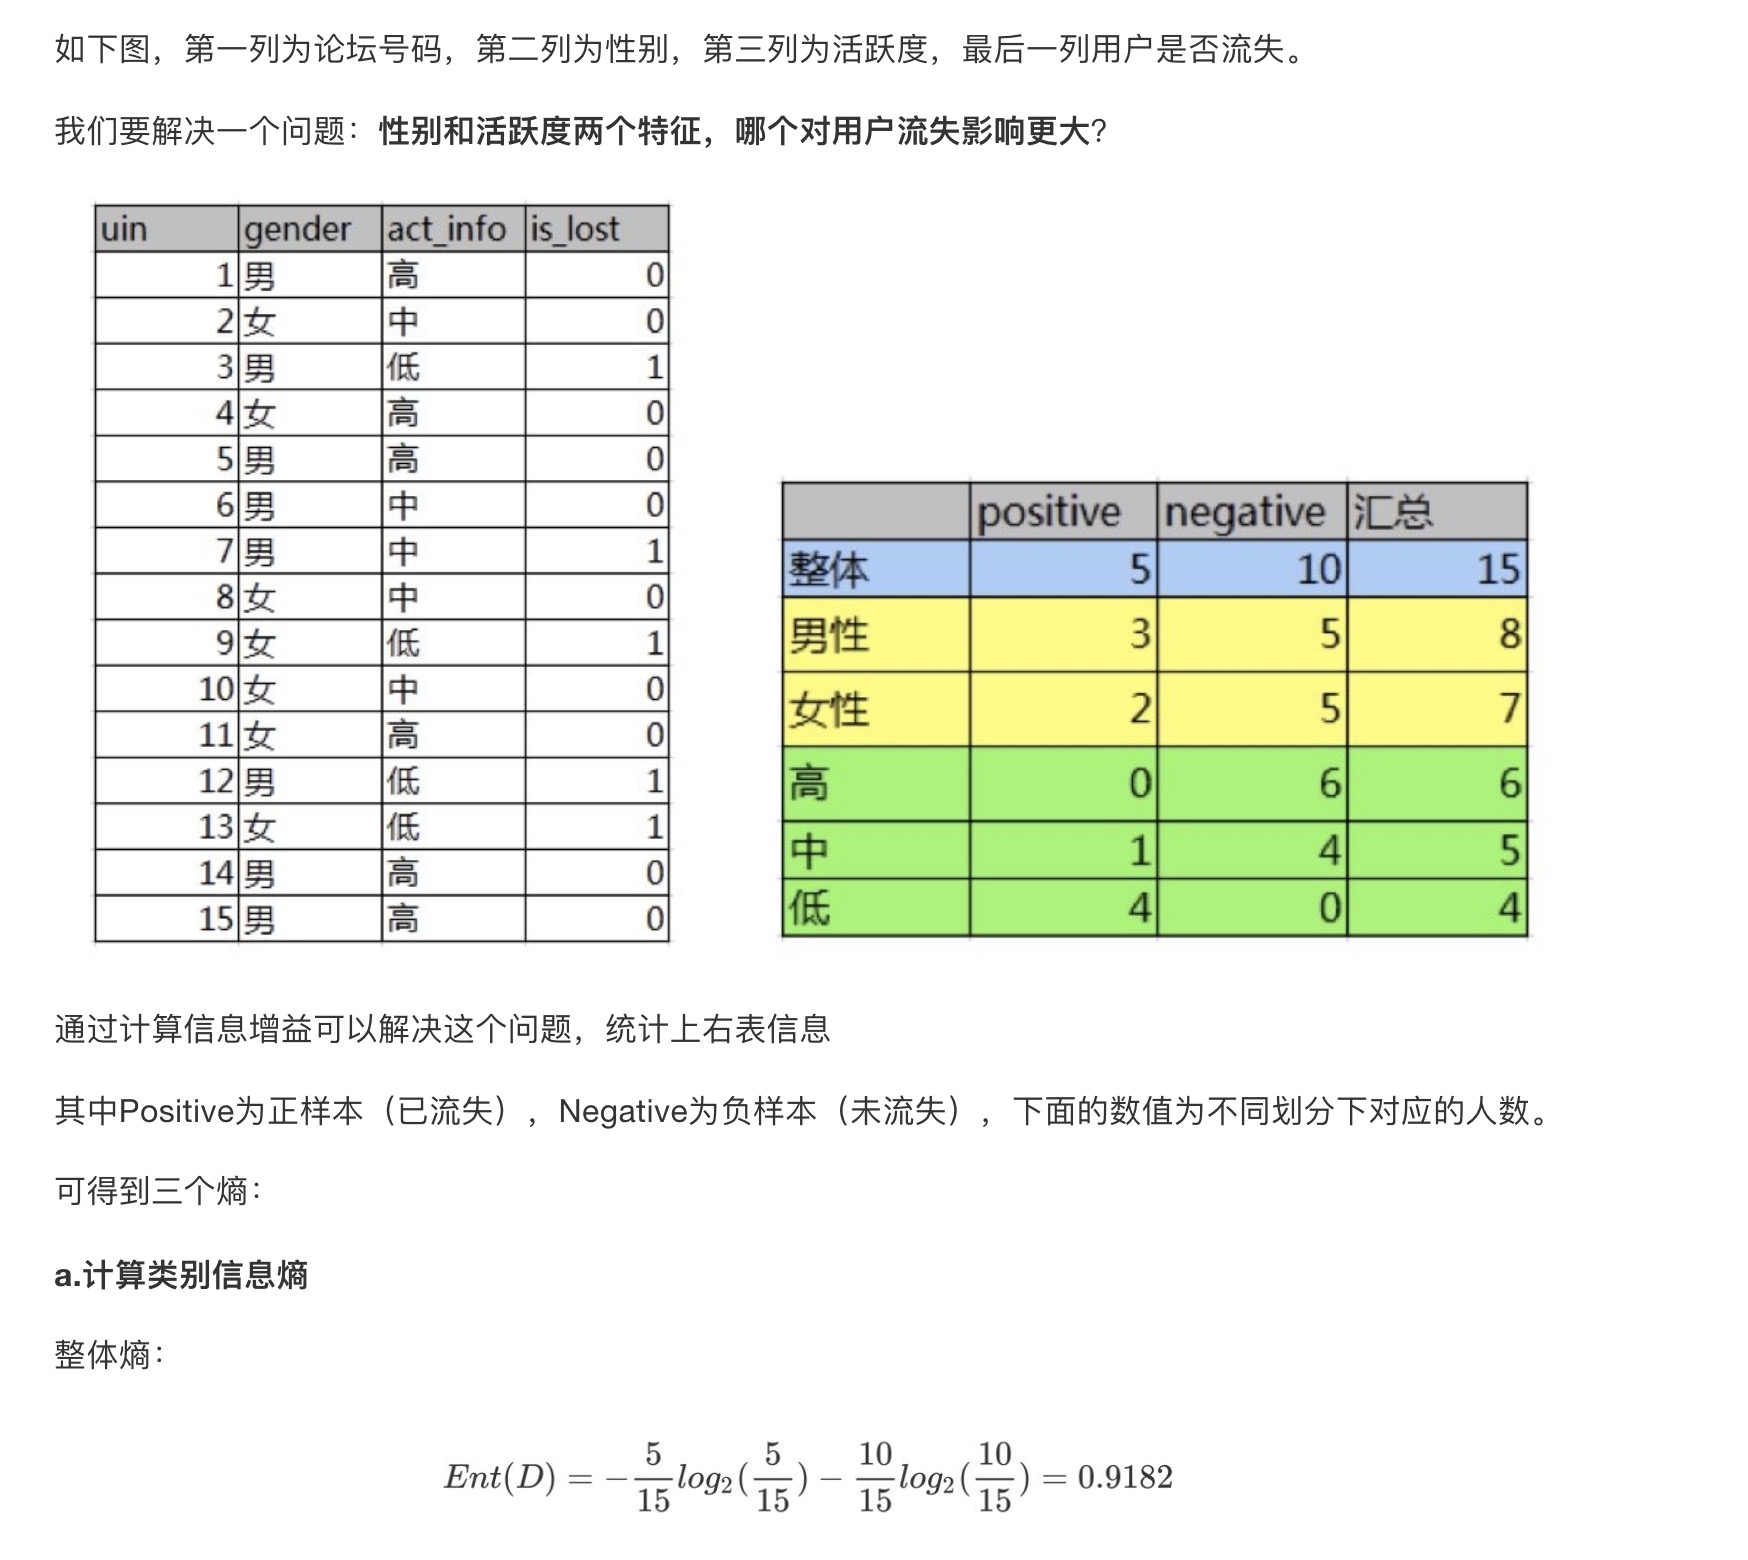 如下图，第一列为论坛号码，第二列为性别，第三列为活跃度，最后一列用户是否流失。
我们要解决一个问题：性别和活跃度两个特征，哪个对用户流失影响更大？
uin gender act_info is_lost
1 男 高 0
2 女 中 0
3 男 低 1
4 女 高 0
5 男 高 0
6 男 中 0
7 男 中 1
8 女 中 0
9 女 低 1
10 女 中 0
11 女 高 0
12 男 低 1
13 女 低 1
14 男 高 0
15 男 高 0
positive negative 汇总
整体 5 10 15
男性 3 5 8
女性 2 5 7
高 0 6 6
中 1 4 5
低 4 0 4
通过计算信息增益可以解决这个问题，统计上右表信息
其中Positive为正样本（已流失），Negative为负样本（未流失），下面的数值为不同划分下对应的人数。
可得到三个熵：
a.计算类别信息熵
整体熵：
Ent(D) = −5/15 log₂(5/15) − 10/15 log₂(10/15) = 0.9182